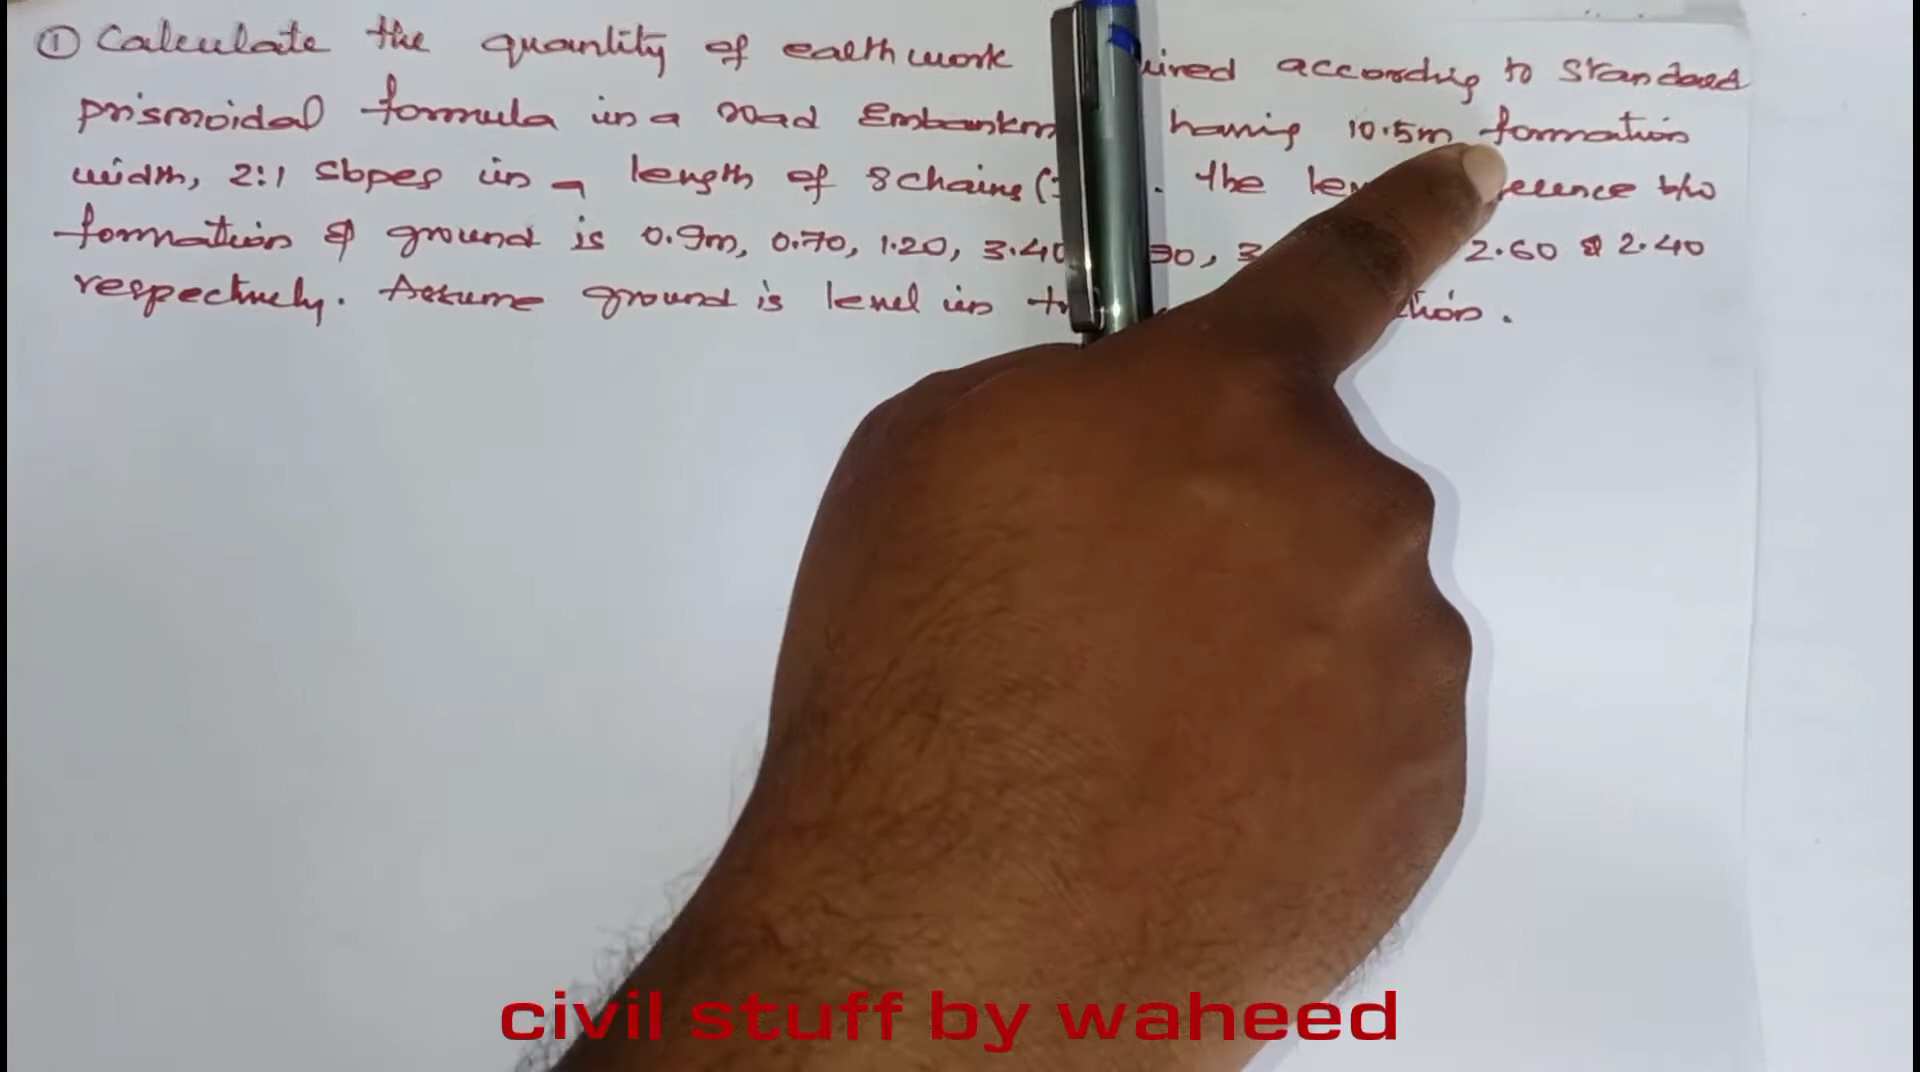 ① Calculate the quantity of earthwork according to standard
prismoidal formula in a road having 10.5m formation
width, 2:1 slopes in a length of 8 chains . the b/w
formation & ground is 0.9m, 0.70, 1.20, 3.40 2.60 & 2.40
respectively. Assume ground is level in
civil stuff by waheed